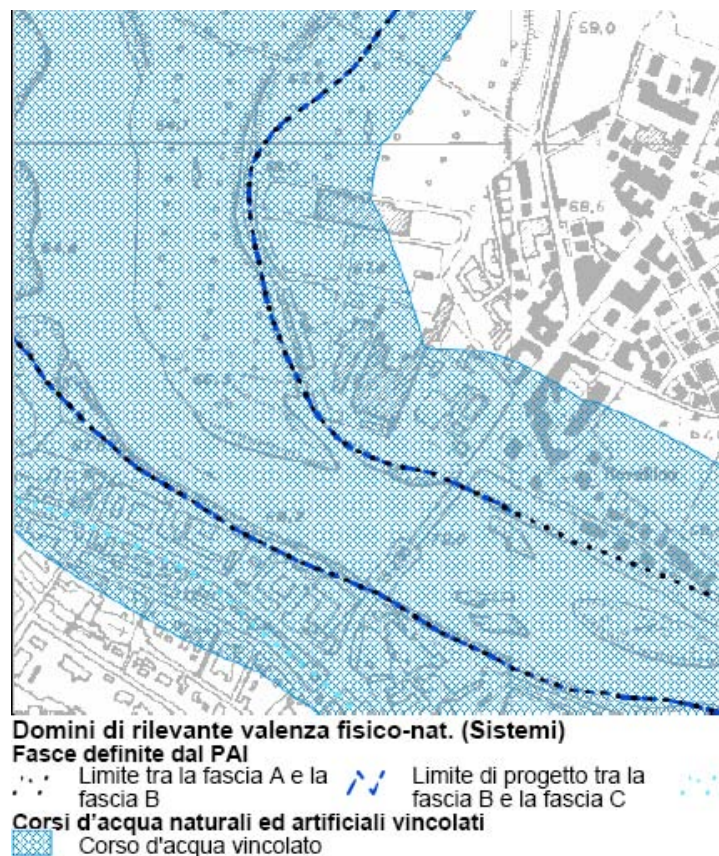 59,0
68,6
Domini di rilevante valenza fisico-nat. (Sistemi)
Fasce definite dal PAI
Limite tra la fascia A e la fascia B
Limite di progetto tra la fascia B e la fascia C
Corsi d'acqua naturali ed artificiali vincolati
Corso d'acqua vincolato